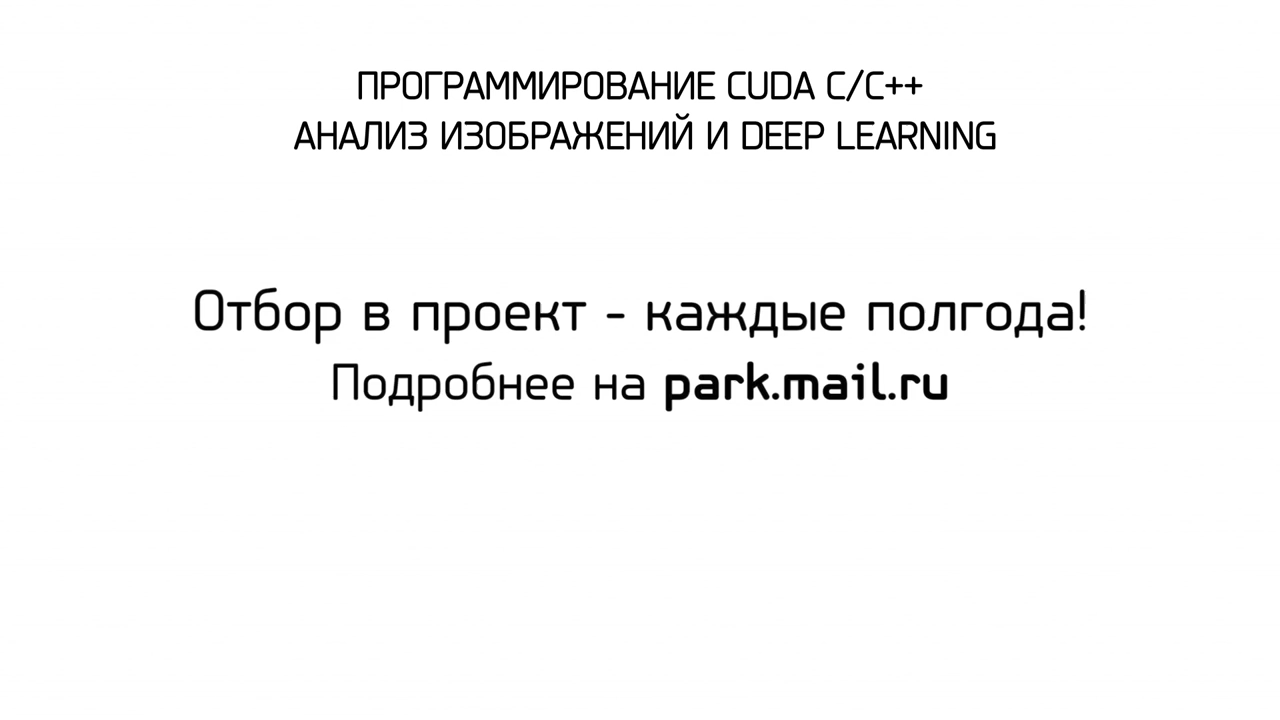 ПРОГРАММИРОВАНИЕ CUDA C/C++
АНАЛИЗ ИЗОБРАЖЕНИЙ И DEEP LEARNING
Отбор в проект - каждые полгода!
Подробнее на park.mail.ru